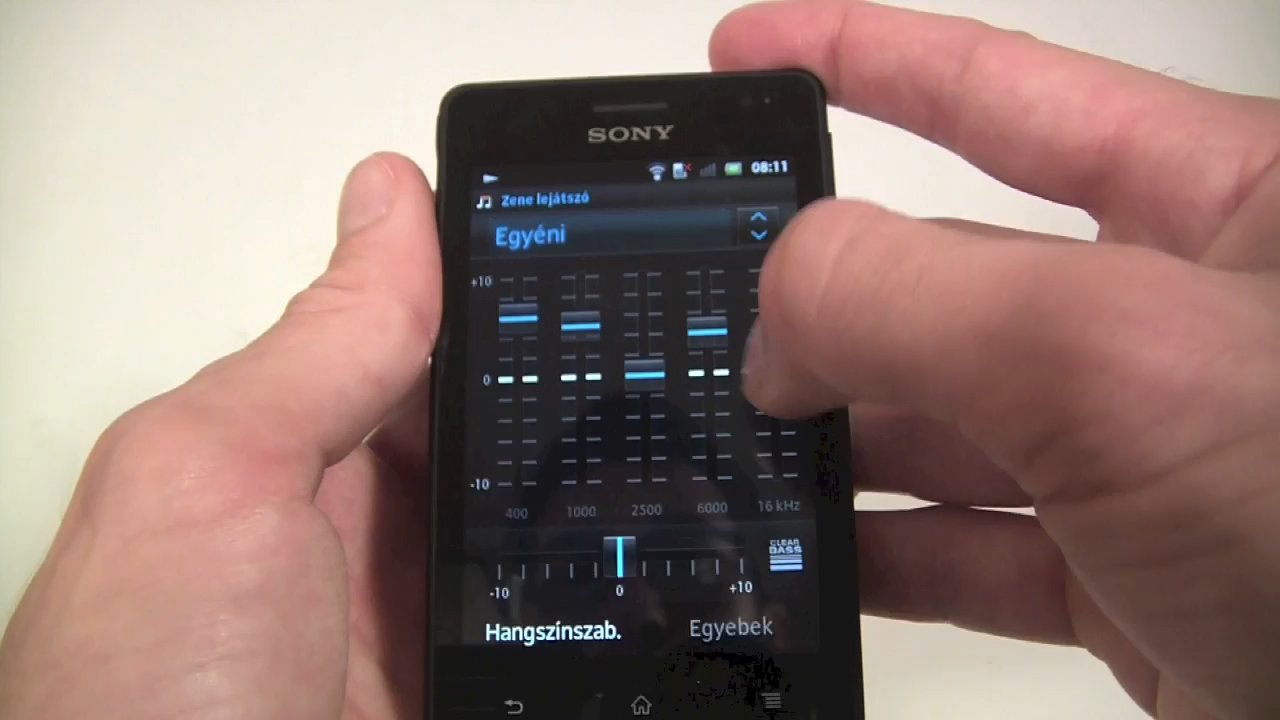 SONY
08:11
Zene lejátszó
Egyéni
+10
0
-10
400 1000 2500 6000 16 kHz
CLEAR BASS
-10 0 +10
Hangszínszab. Egyebek